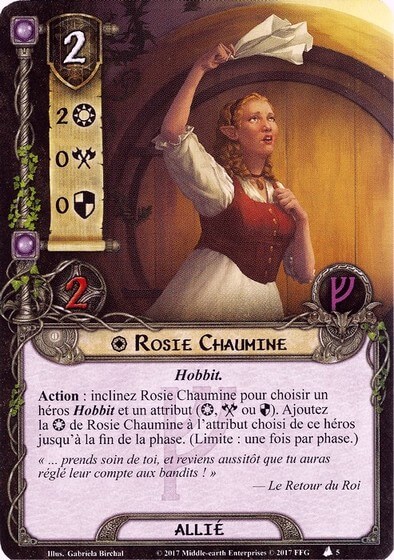 2
2
0
0
2
Rosie Chaumine
Hobbit.
Action : inclinez Rosie Chaumine pour choisir un
héros Hobbit et un attribut ( , ou ). Ajoutez
la de Rosie Chaumine à l'attribut choisi de ce héros
jusqu'à la fin de la phase. (Limite : une fois par phase.)
« ... prends soin de toi, et reviens aussitôt que tu auras
réglé leur compte aux bandits ! »
— Le Retour du Roi
ALLIÉ
Illus. Gabriela Birchal © 2017 Middle-earth Enterprises © 2017 FFG 5